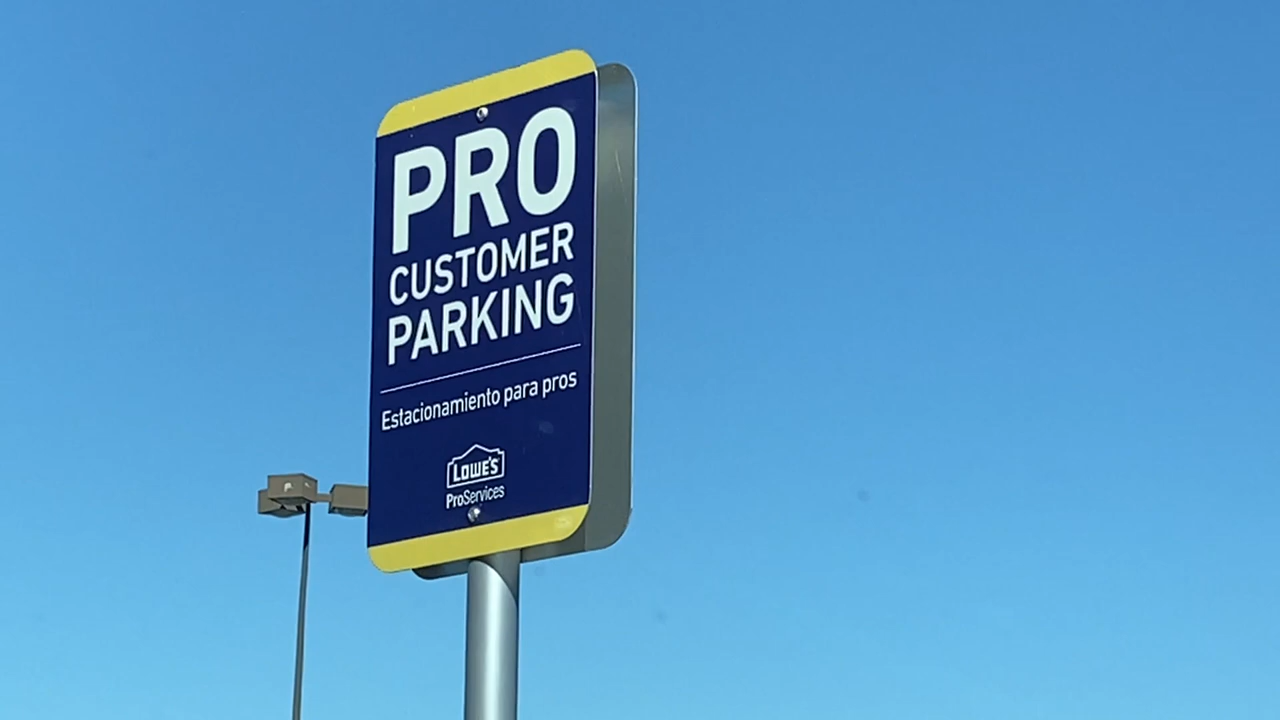 PRO
CUSTOMER
PARKING
Estacionamiento para pros
LOWE'S
ProServices